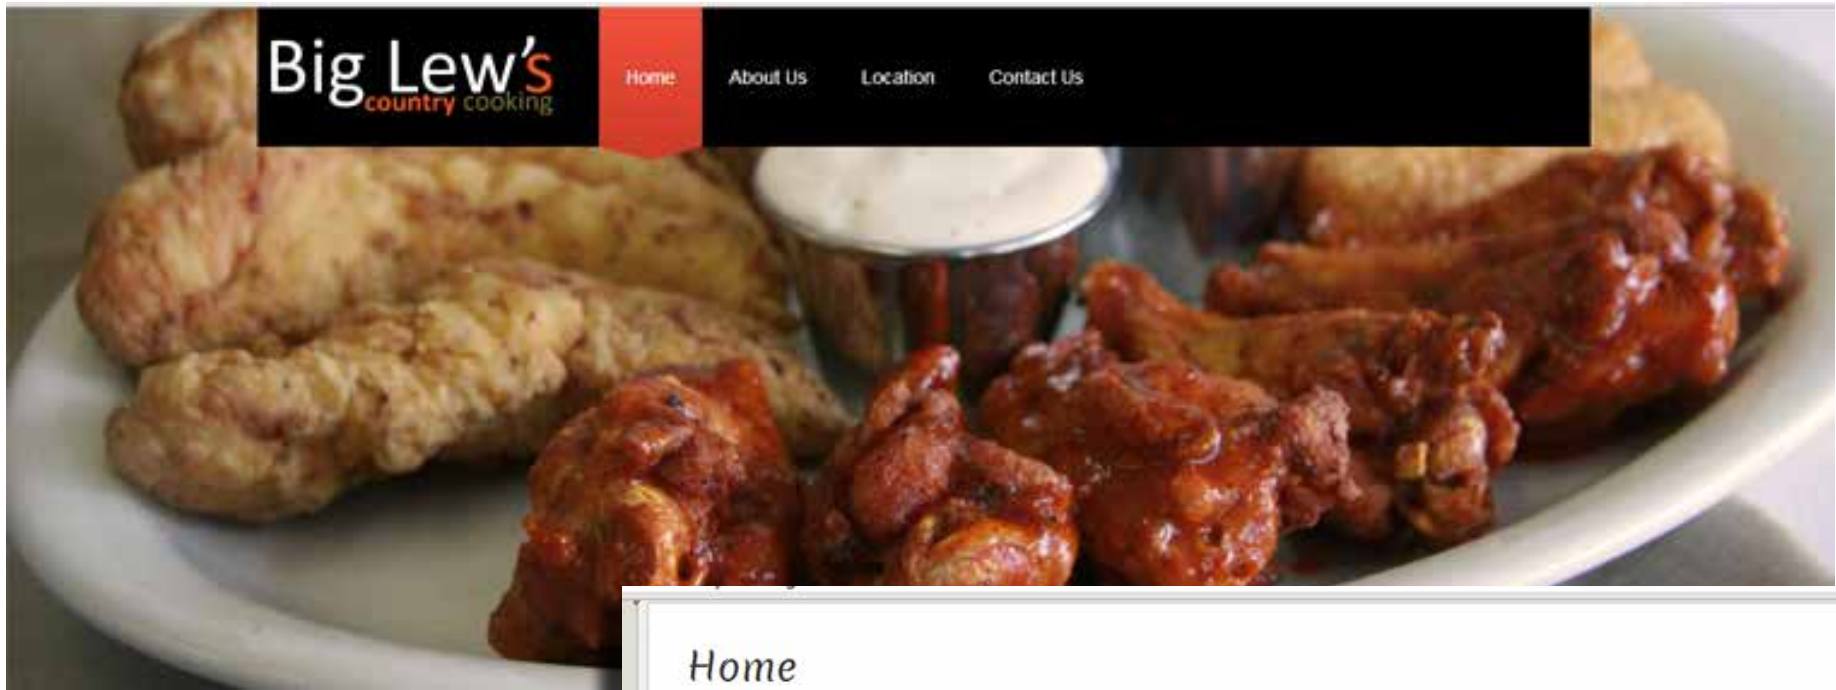 Big Lew's
country cooking
Home About Us Location Contact Us
Home